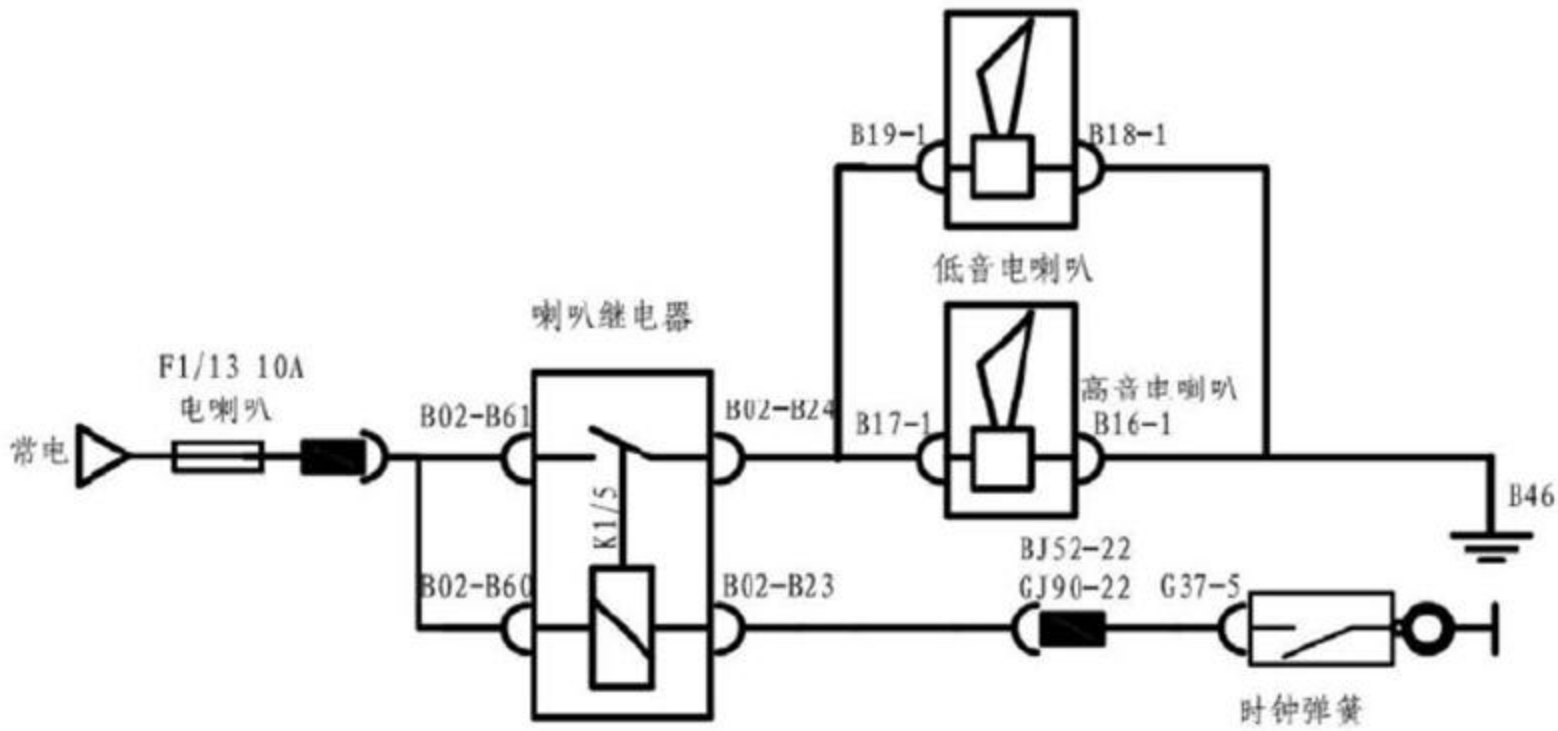 B19-1
B18-1
低音电喇叭
喇叭继电器
F1/13 10A
电喇叭
常电
B02-B61
B02-B24
高音电喇叭
B17-1
B16-1
K1/5
B46
B02-B60
B02-B23
BJ52-22
GJ90-22
G37-5
时钟弹簧